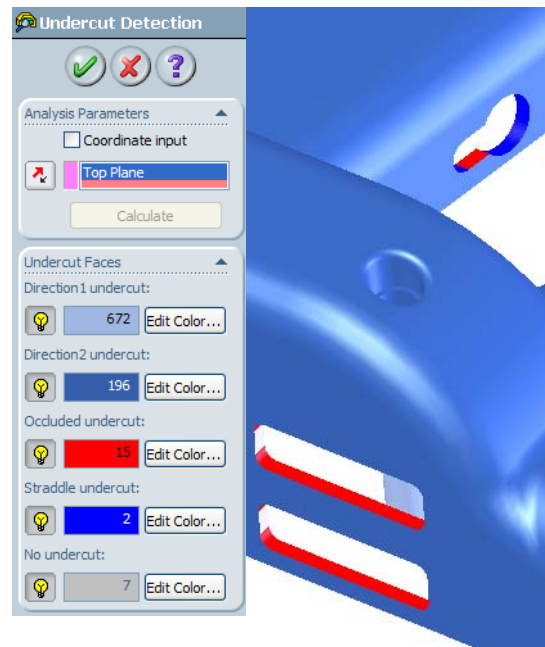 Undercut Detection
?
Analysis Parameters
Coordinate input
Top Plane
Calculate
Undercut Faces
Direction1 undercut:
672 Edit Color...
Direction2 undercut:
196 Edit Color...
Occluded undercut:
15 Edit Color...
Straddle undercut:
2 Edit Color...
No undercut:
7 Edit Color...